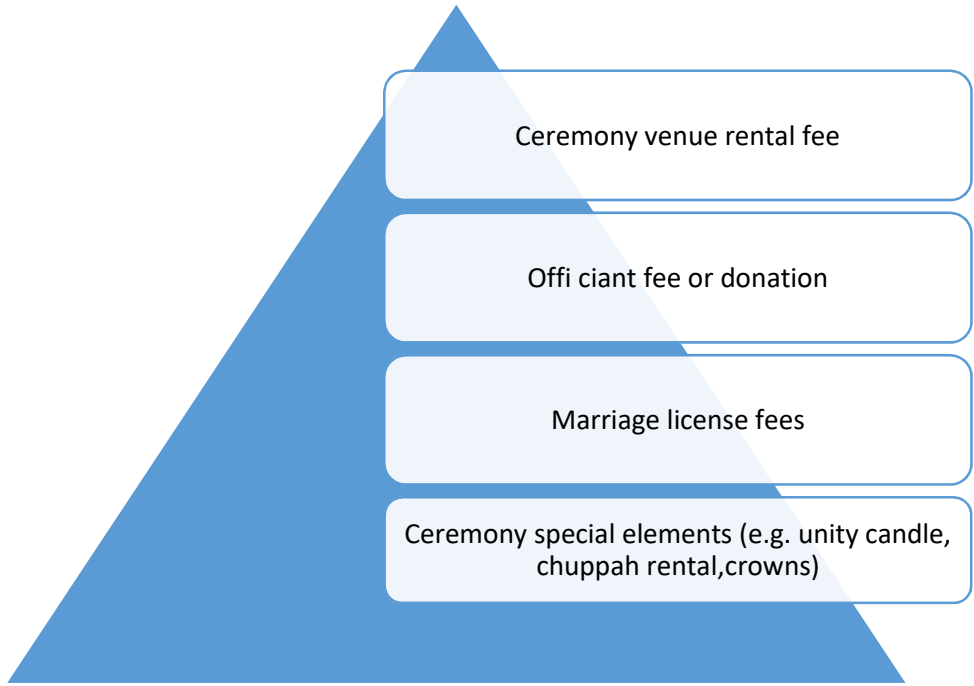 Ceremony venue rental fee
Offi ciant fee or donation
Marriage license fees
Ceremony special elements (e.g. unity candle,
chuppah rental,crowns)